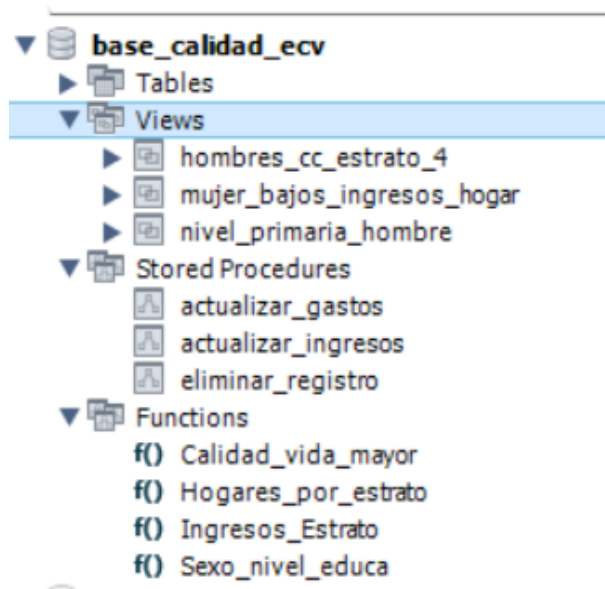 base_calidad_ecv
Tables
Views
hombres_cc_estrato_4
mujer_bajos_ingresos_hogar
nivel_primaria_hombre
Stored Procedures
actualizar_gastos
actualizar_ingresos
eliminar_registro
Functions
f() Calidad_vida_mayor
f() Hogares_por_estrato
f() Ingresos_Estrato
f() Sexo_nivel_educa